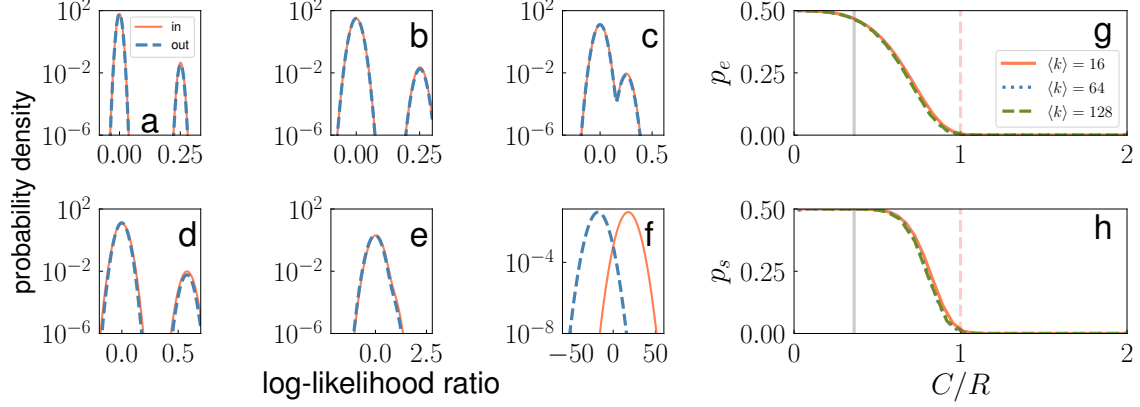 probability density
10^2
10^{-2}
10^{-6}
in
out
a
0.00 0.25
10^2
10^{-2}
10^{-6}
b
0.00 0.25
10^2
10^{-2}
10^{-6}
c
0.0 0.5
10^2
10^{-2}
10^{-6}
d
0.0 0.5
10^2
10^{-2}
10^{-6}
e
0.0 2.5
10^{-4}
10^{-8}
f
−50 0 50
log-likelihood ratio
p_e
0.50
0.25
0.00
g
⟨k⟩ = 16
⟨k⟩ = 64
⟨k⟩ = 128
0 1 2
p_s
0.50
0.25
0.00
h
0 1 2
C/R